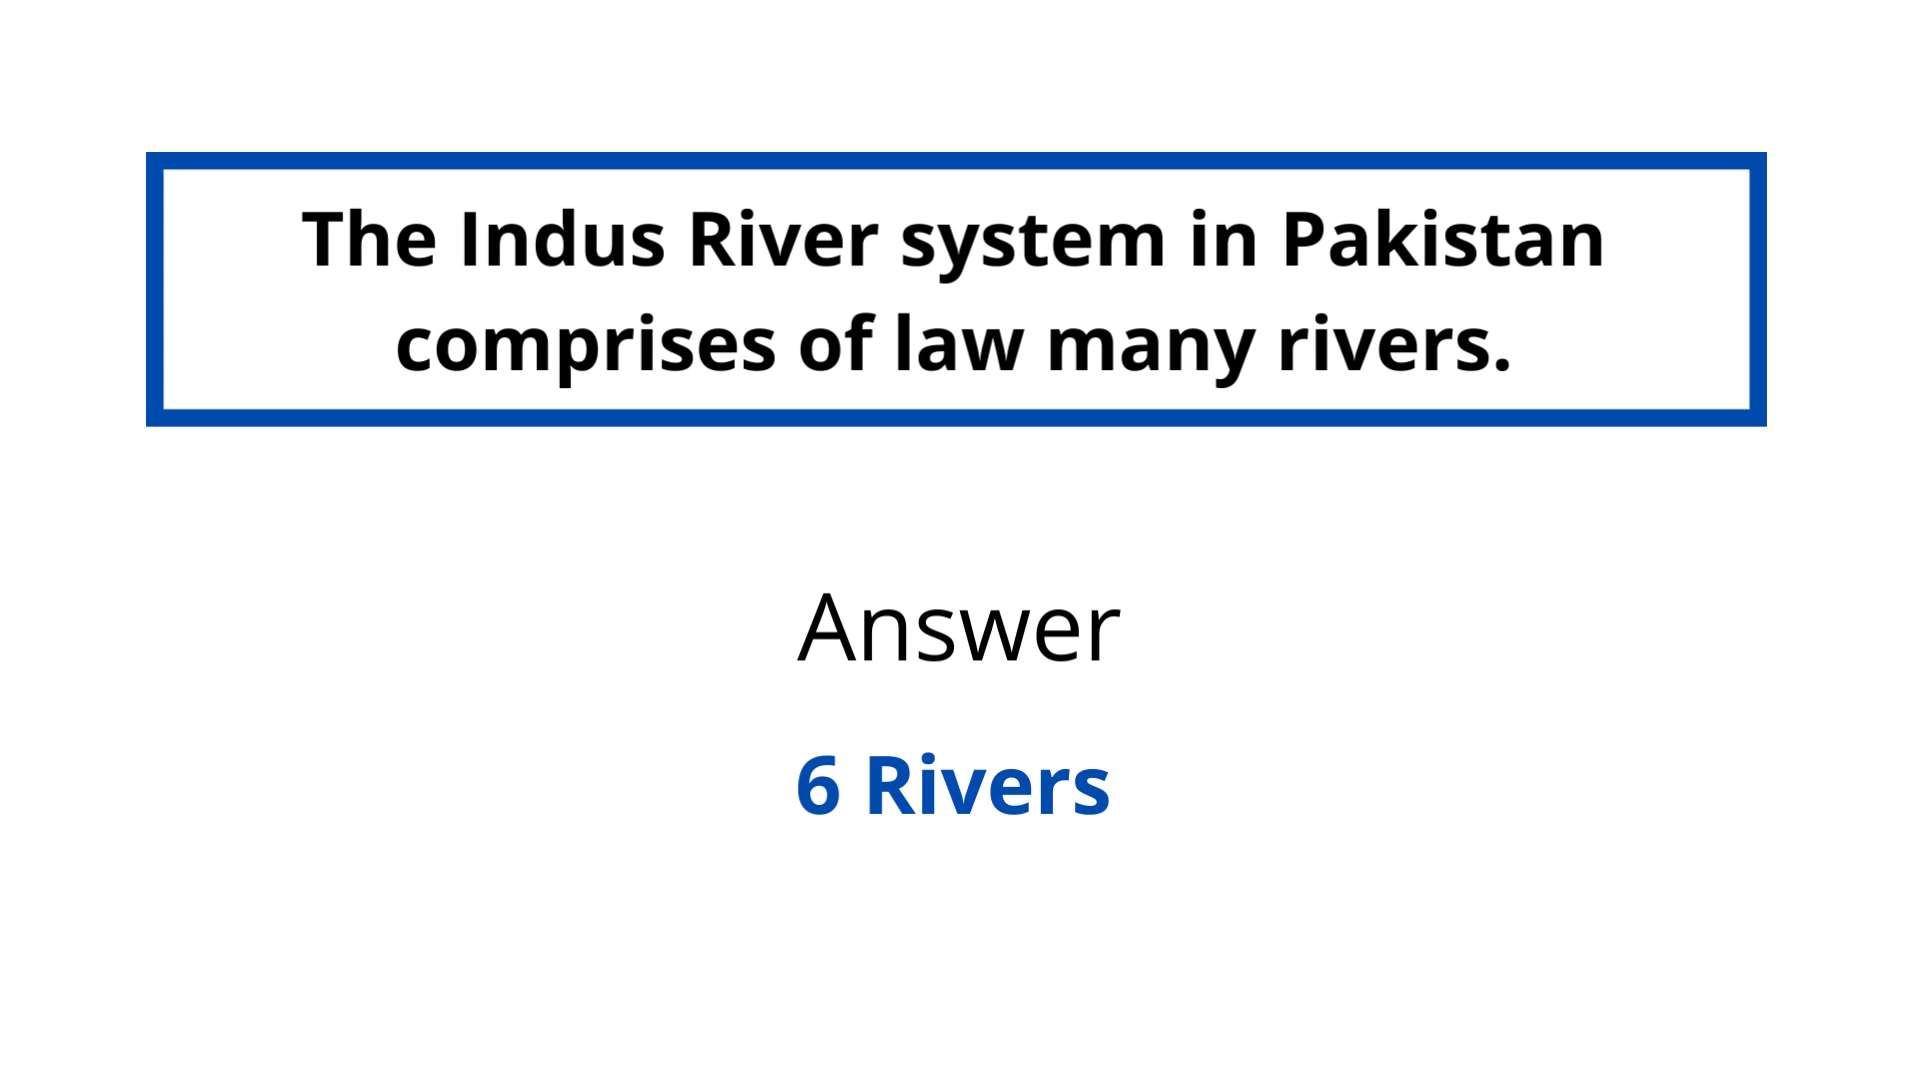 The Indus River system in Pakistan
comprises of law many rivers.
Answer
6 Rivers